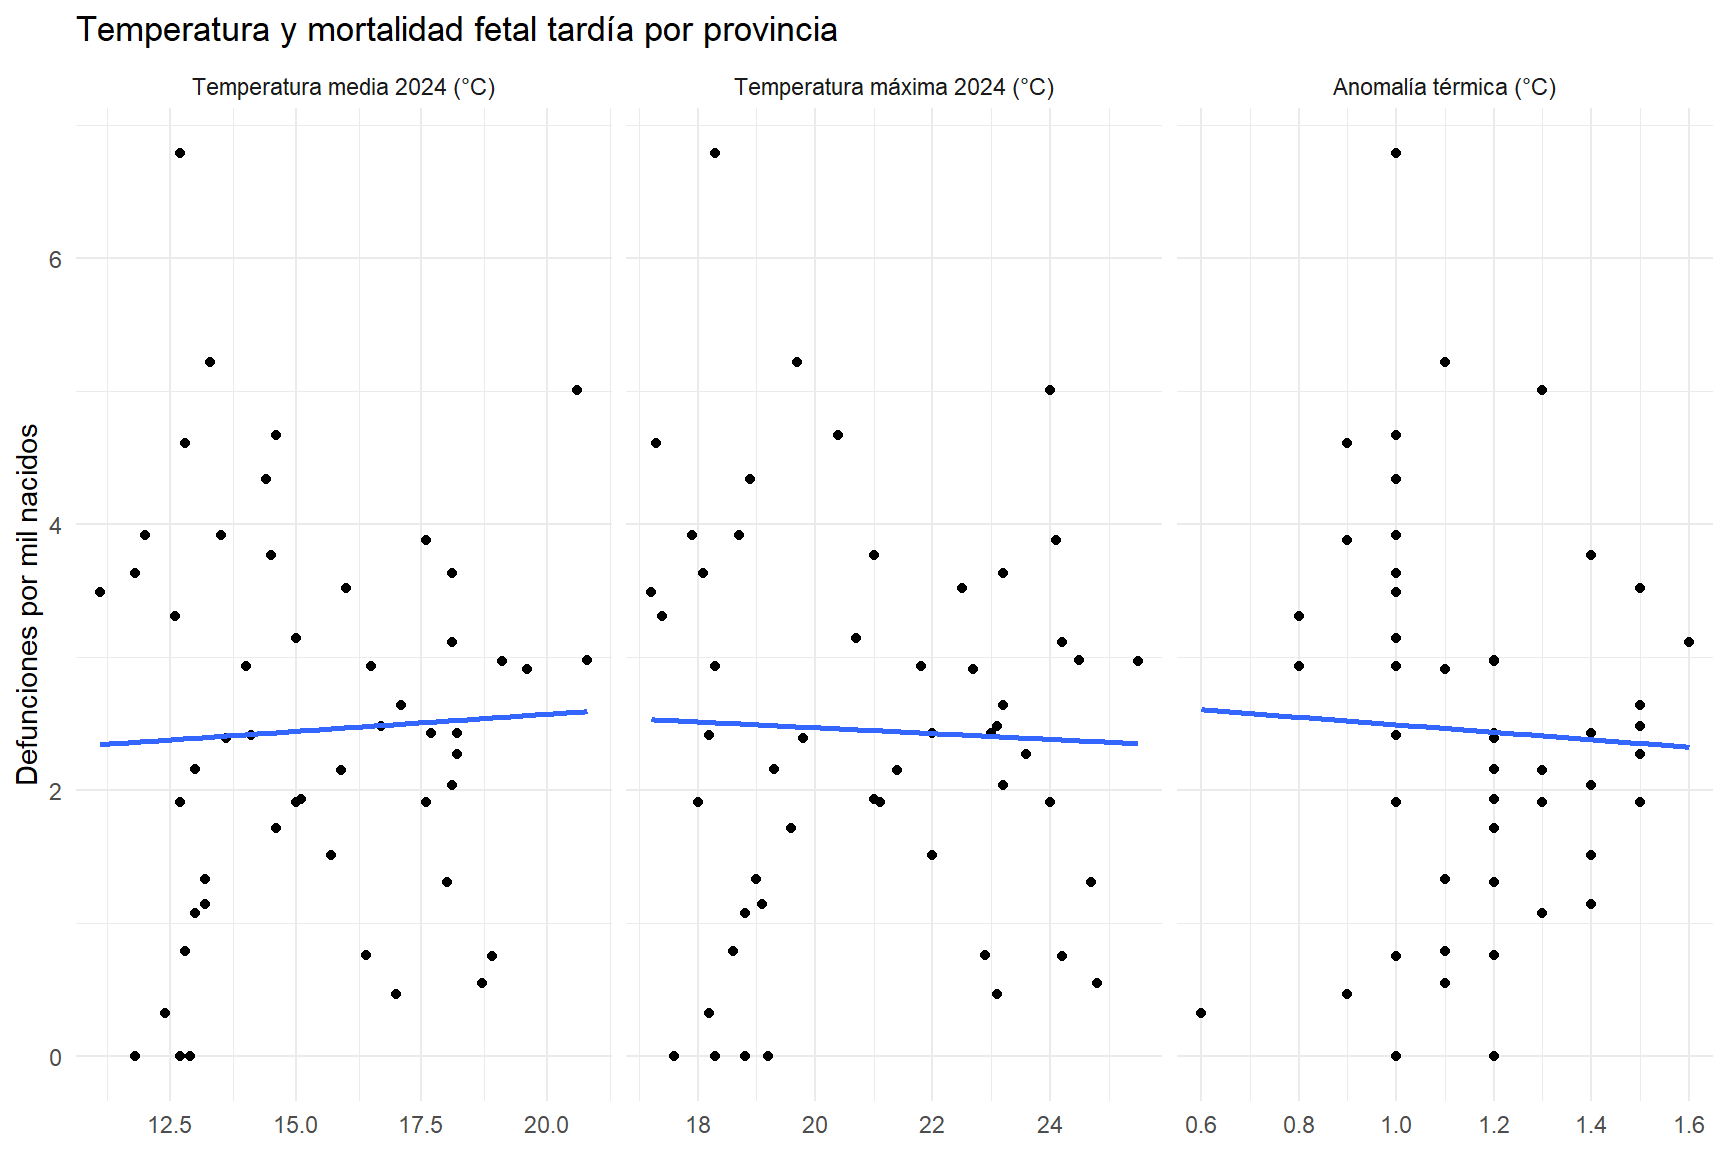 Temperatura y mortalidad fetal tardía por provincia
Temperatura media 2024 (°C)
Temperatura máxima 2024 (°C)
Anomalía térmica (°C)
Defunciones por mil nacidos
6
4
2
0
12.5 15.0 17.5 20.0
18 20 22 24
0.6 0.8 1.0 1.2 1.4 1.6